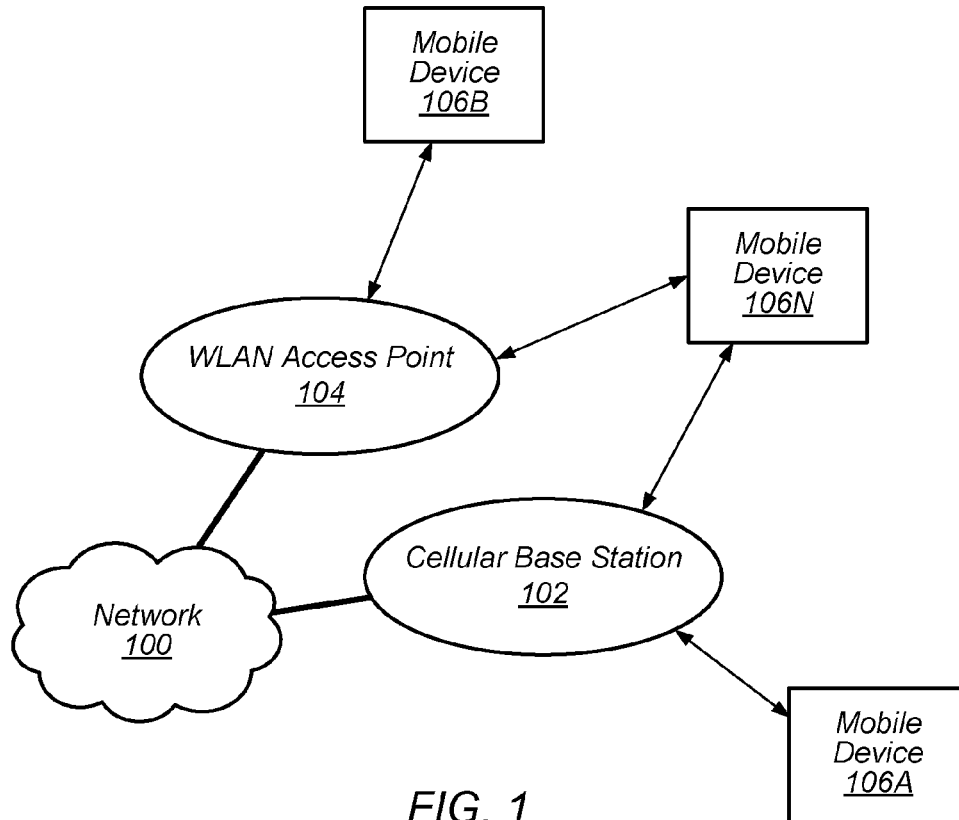 Mobile
Device
106B
Mobile
Device
106N
WLAN Access Point
104
Cellular Base Station
102
Network
100
Mobile
Device
106A
FIG. 1